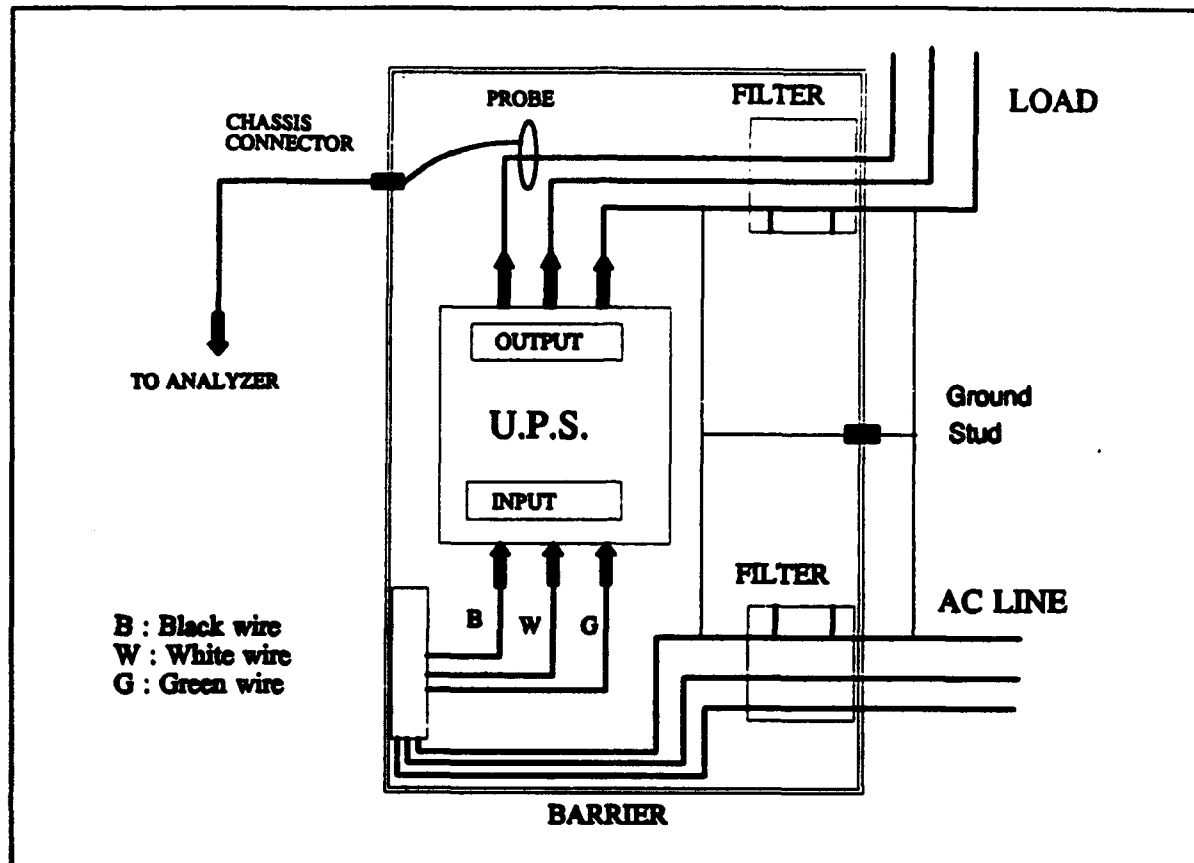 PROBE
FILTER
LOAD
CHASSIS
CONNECTOR
OUTPUT
TO ANALYZER
U.P.S.
Ground
Stud
INPUT
FILTER
AC LINE
B
W
G
B : Black wire
W : White wire
G : Green wire
BARRIER